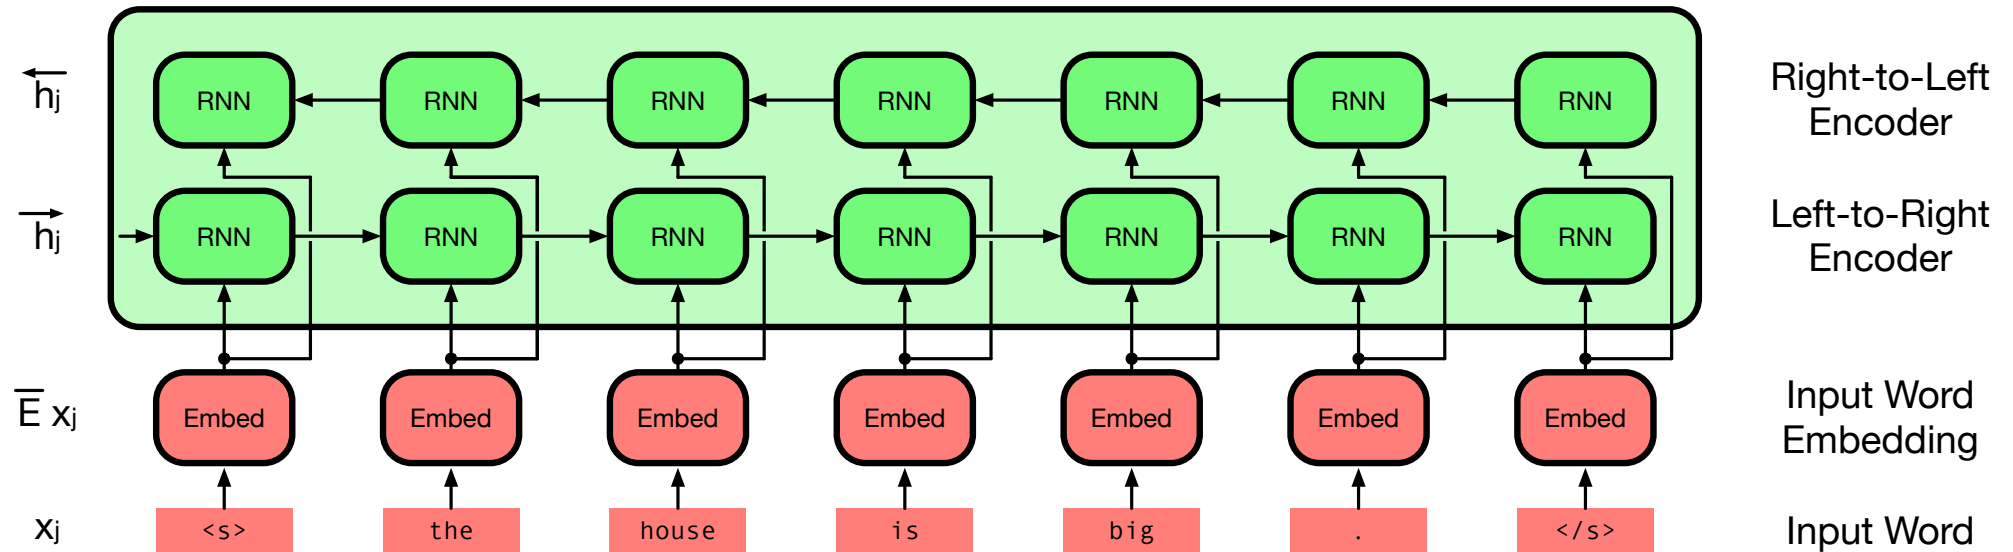 hj RNN RNN RNN RNN RNN RNN RNN Right-to-Left
Encoder
hj RNN RNN RNN RNN RNN RNN RNN Left-to-Right
Encoder
E xj Embed Embed Embed Embed Embed Embed Embed Input Word
Embedding
xj <s> the house is big . </s> Input Word